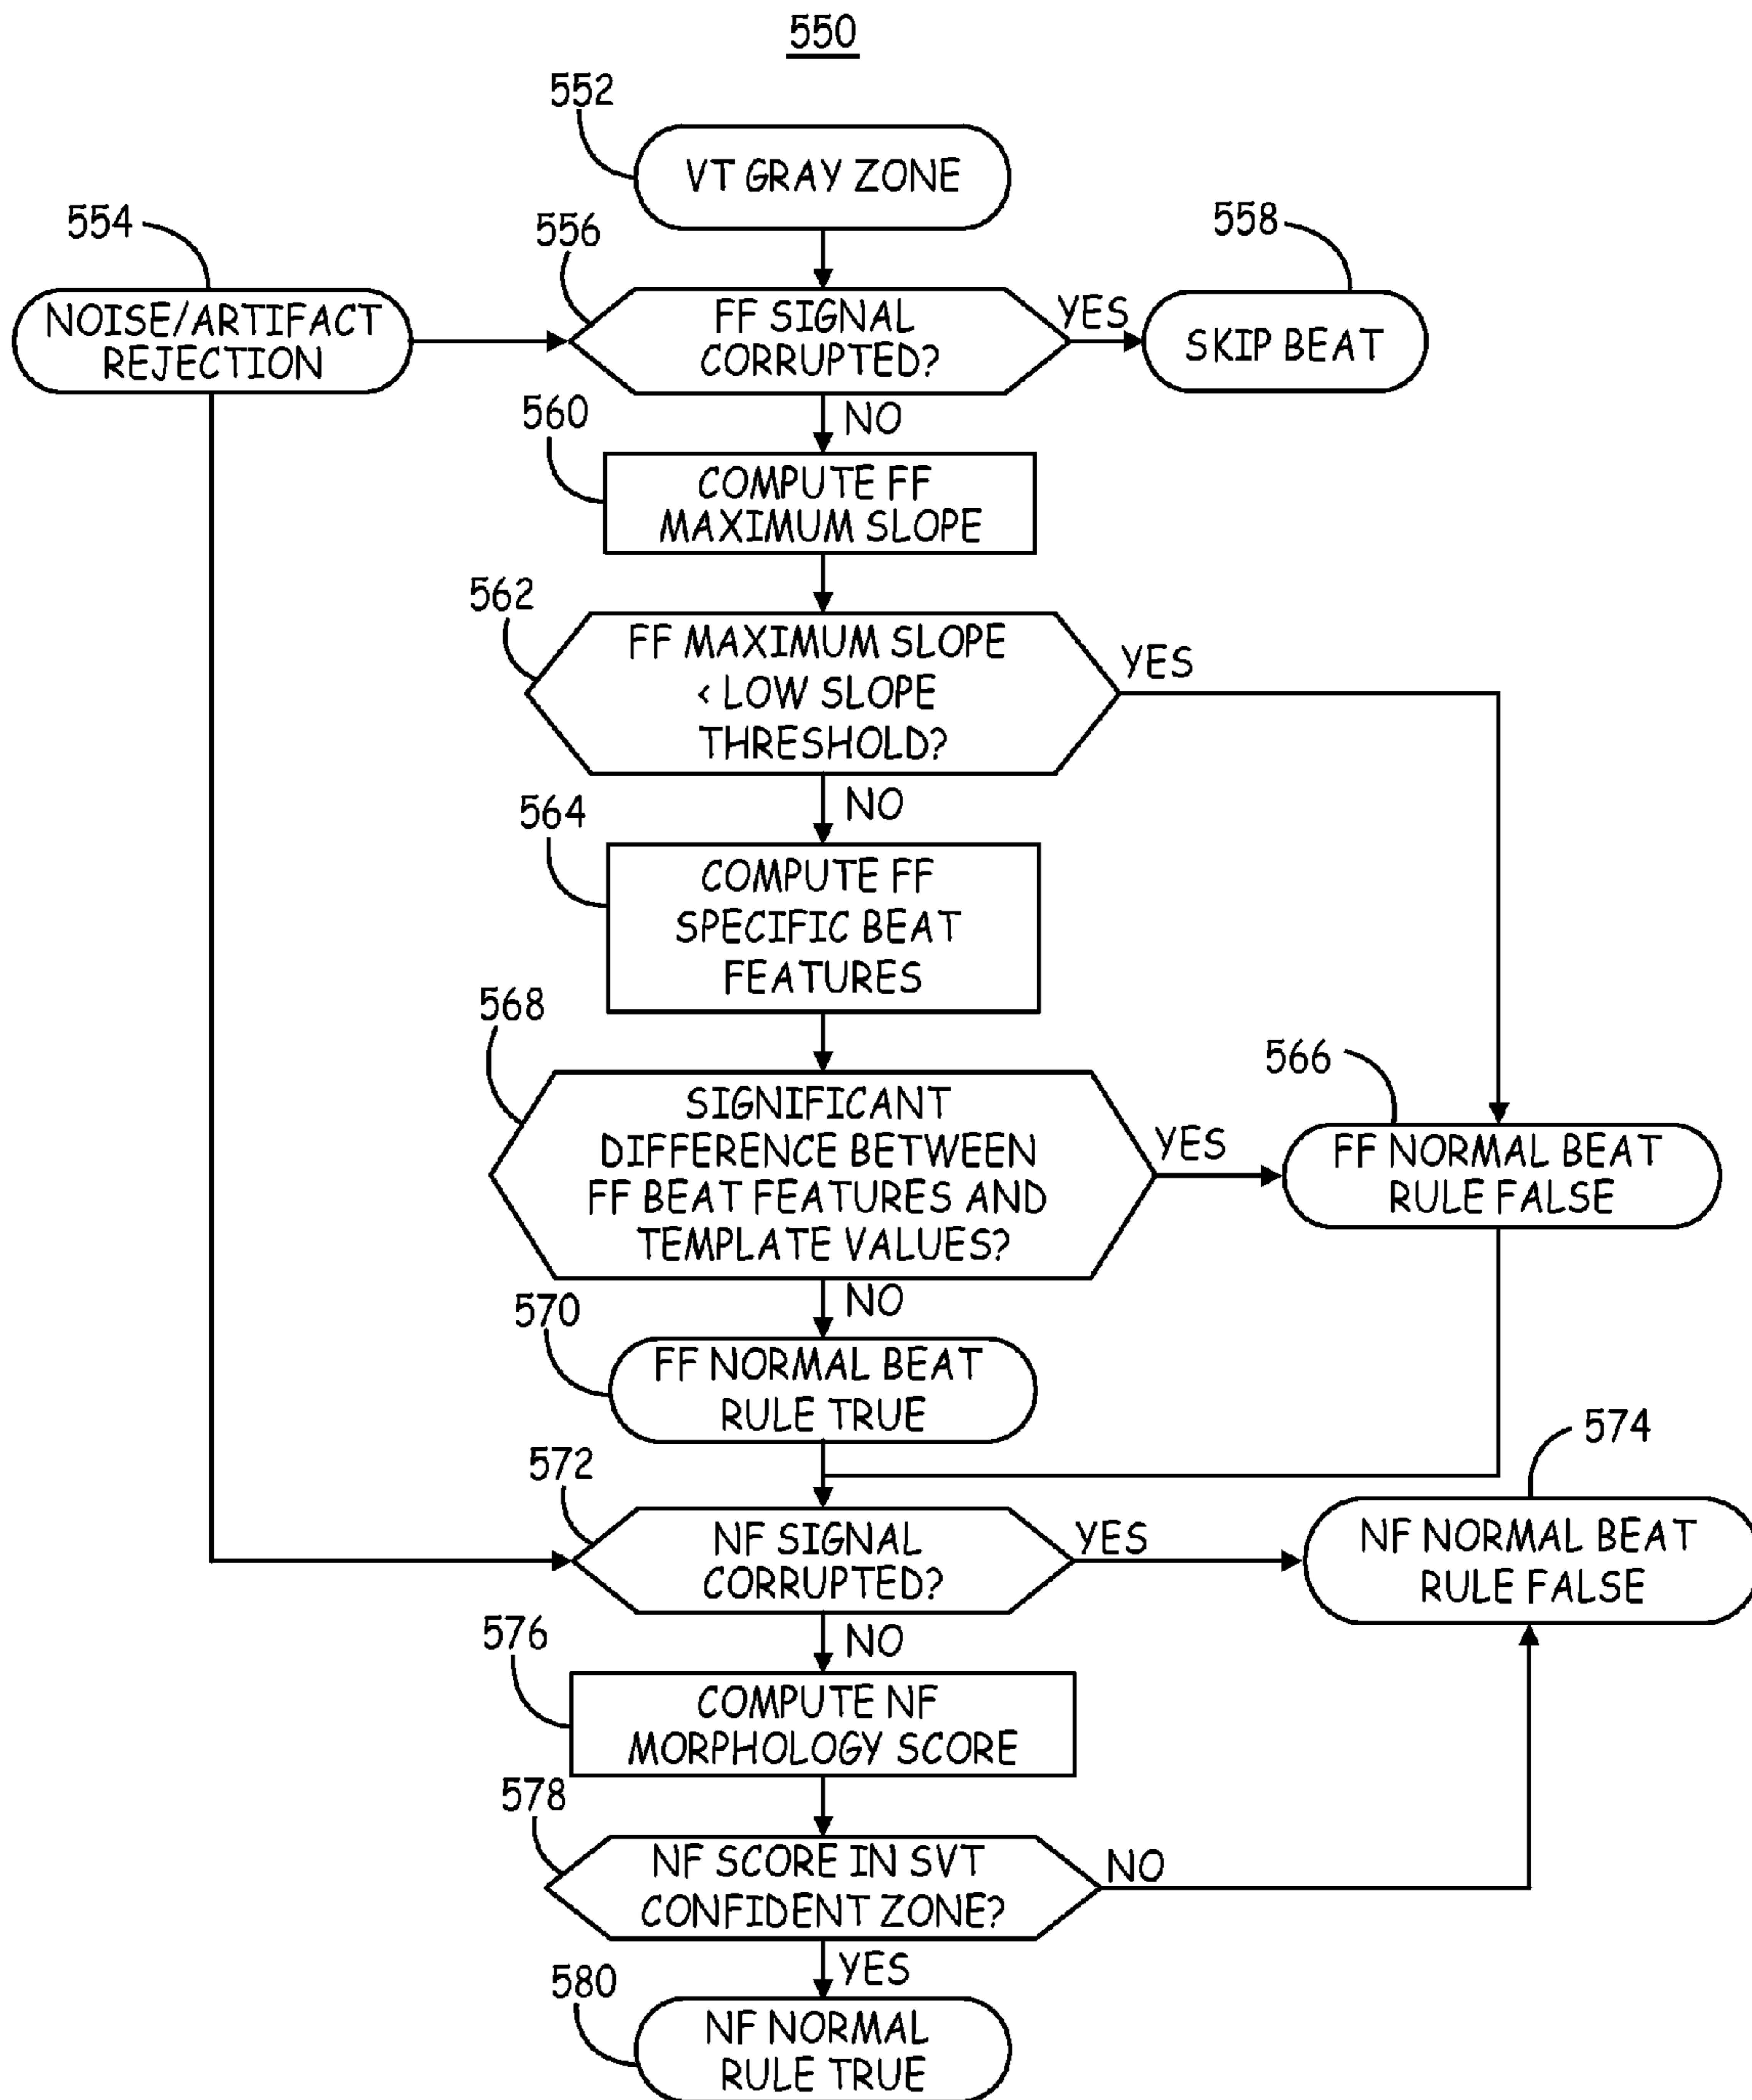 550
552
VT GRAY ZONE
554
NOISE/ARTIFACT
REJECTION
556
FF SIGNAL
CORRUPTED?
YES
558
SKIP BEAT
NO
560
COMPUTE FF
MAXIMUM SLOPE
562
FF MAXIMUM SLOPE
< LOW SLOPE
THRESHOLD?
YES
NO
564
COMPUTE FF
SPECIFIC BEAT
FEATURES
568
SIGNIFICANT
DIFFERENCE BETWEEN
FF BEAT FEATURES AND
TEMPLATE VALUES?
YES
566
FF NORMAL BEAT
RULE FALSE
NO
570
FF NORMAL BEAT
RULE TRUE
572
NF SIGNAL
CORRUPTED?
YES
574
NF NORMAL BEAT
RULE FALSE
NO
576
COMPUTE NF
MORPHOLOGY SCORE
578
NF SCORE IN SVT
CONFIDENT ZONE?
NO
YES
580
NF NORMAL
RULE TRUE